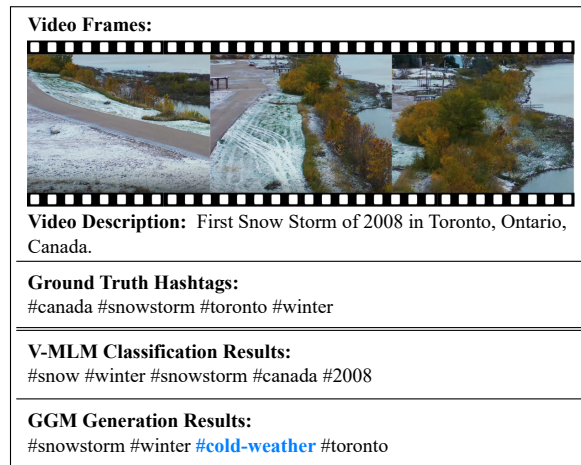 Video Frames:
Video Description: First Snow Storm of 2008 in Toronto, Ontario,
Canada.
Ground Truth Hashtags:
#canada #snowstorm #toronto #winter
V-MLM Classification Results:
#snow #winter #snowstorm #canada #2008
GGM Generation Results:
#snowstorm #winter #cold-weather #toronto